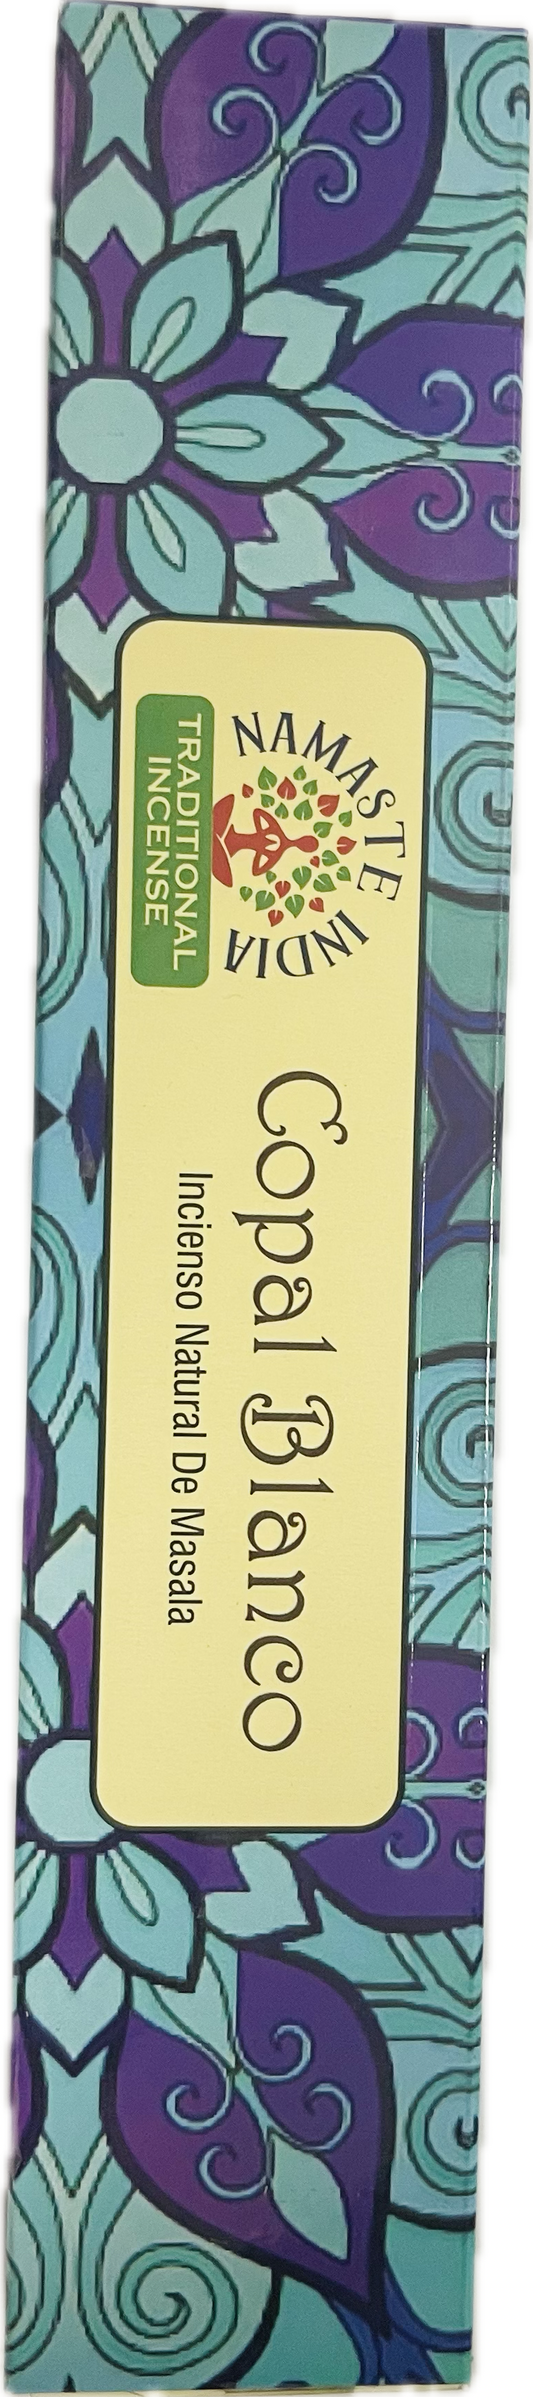 NAMASTE INDIA
TRADITIONAL
INCENSE
Copal Blanco
Incienso Natural De Masala